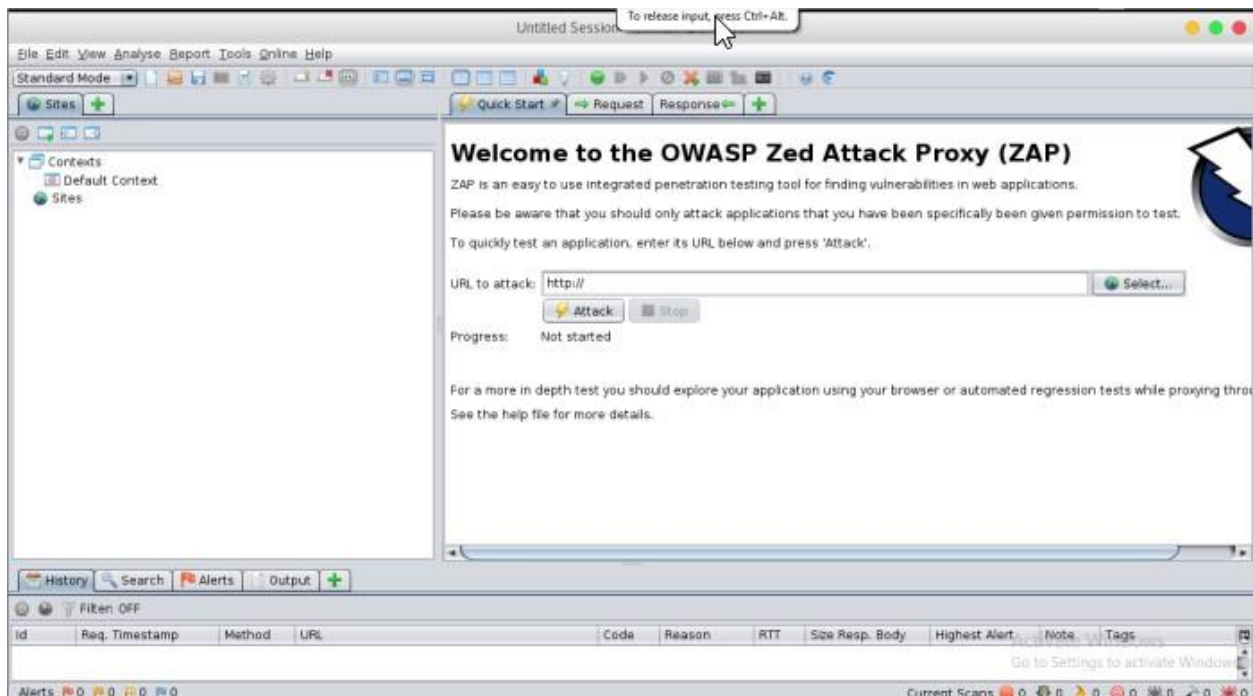 To release input, press Ctrl+Alt.
Untitled Session
File Edit View Analyse Report Tools Online Help
Standard Mode
Sites
Quick Start
Request
Response
Contexts
Default Context
Sites
Welcome to the OWASP Zed Attack Proxy (ZAP)
ZAP is an easy to use integrated penetration testing tool for finding vulnerabilities in web applications.
Please be aware that you should only attack applications that you have been specifically been given permission to test.
To quickly test an application, enter its URL below and press 'Attack'.
URL to attack: http:// Select...
Attack Stop
Progress: Not started
For a more in depth test you should explore your application using your browser or automated regression tests while proxying
See the help file for more details.
History Search Alerts Output
Filter: OFF
Id Req. Timestamp Method URL Code Reason RTT Size Resp. Body Highest Alert Note Tags
Activate Windows
Go to Settings to activate Windows
Alerts 0 0 0 0 Current Scans 0 0 0 0 0 0 0